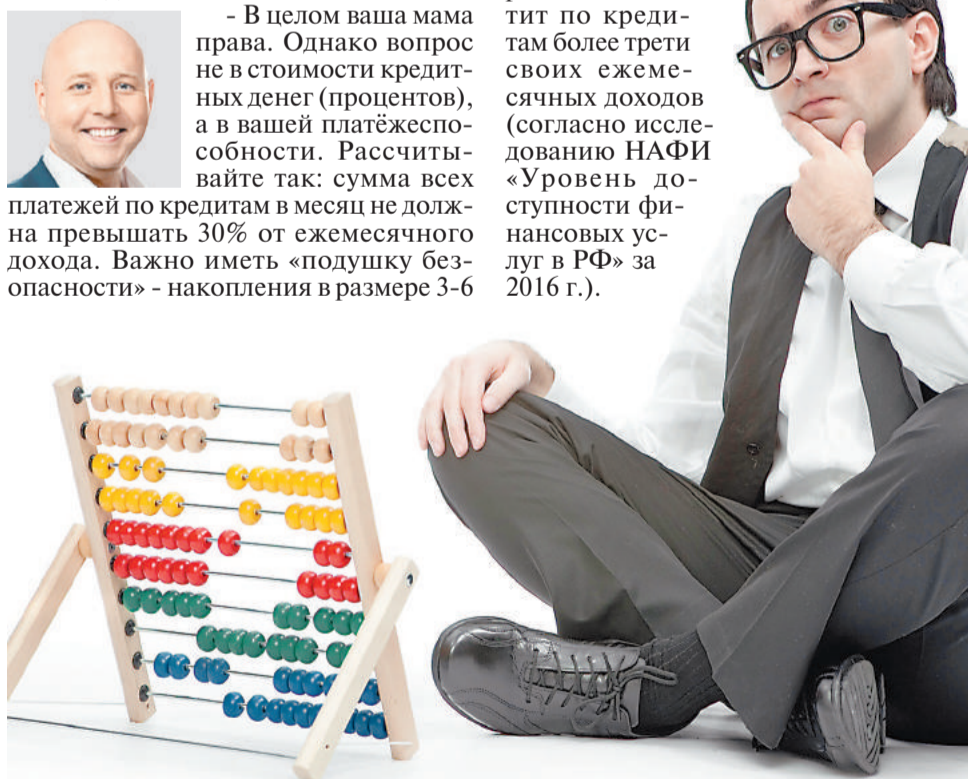 - В целом ваша мама
права. Однако вопрос
не в стоимости кредит-
ных денег (процентов),
а в вашей платёжеспо-
собности. Рассчиты-
вайте так: сумма всех
платежей по кредитам в месяц не долж-
на превышать 30% от ежемесячного
дохода. Важно иметь «подушку без-
опасности» - накопления в размере 3-6
тит по креди-
там более трети
своих ежеме-
сячных доходов
(согласно иссле-
дованию НАФИ
«Уровень до-
ступности фи-
нансовых ус-
луг в РФ» за
2016 г.).